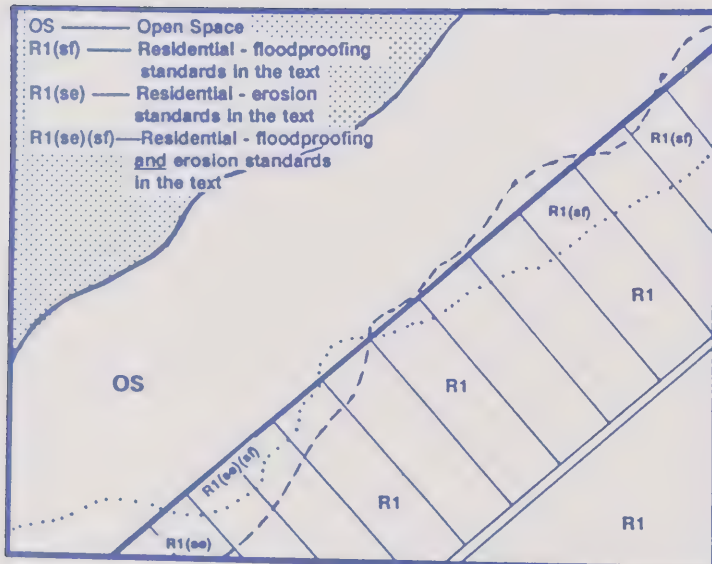 OS — Open Space
R1(sf) — Residential - floodproofing
standards in the text
R1(se) — Residential - erosion
standards in the text
R1(se)(sf)—Residential - floodproofing
and erosion standards
in the text
R1(sf)
R1(sf)
R1
OS
R1
R1(se)(sf)
R1
R1(se)
R1